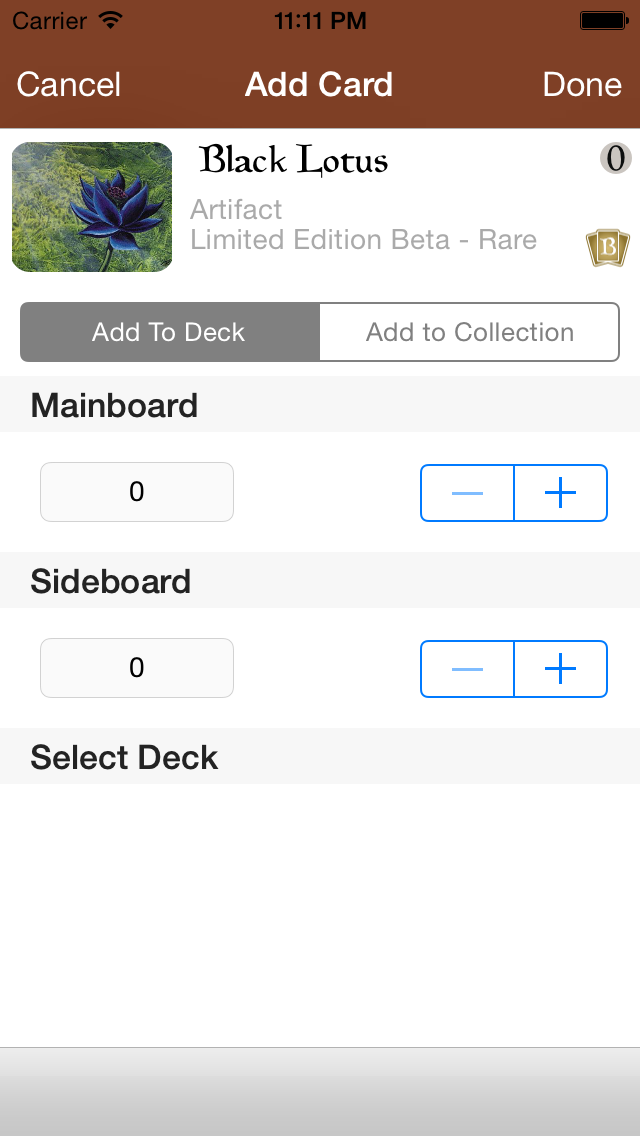 Carrier 11:11 PM
Cancel Add Card Done
Black Lotus 0
Artifact
Limited Edition Beta - Rare B
Add To Deck Add to Collection
Mainboard
0
Sideboard
0
Select Deck